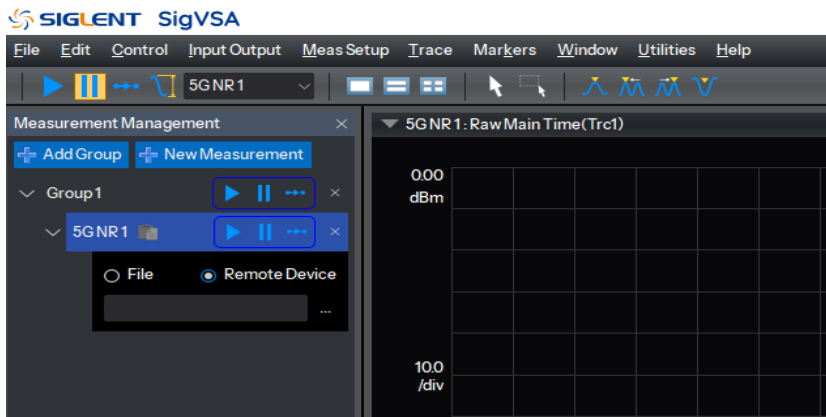 SIGLENT SigVSA
File Edit Control Input Output Meas Setup Trace Markers Window Utilities Help
5G NR 1
Measurement Management
5G NR 1 : Raw Main Time(Trc1)
Add Group New Measurement
0.00
dBm
Group1
5G NR 1
File Remote Device
...
10.0
/div